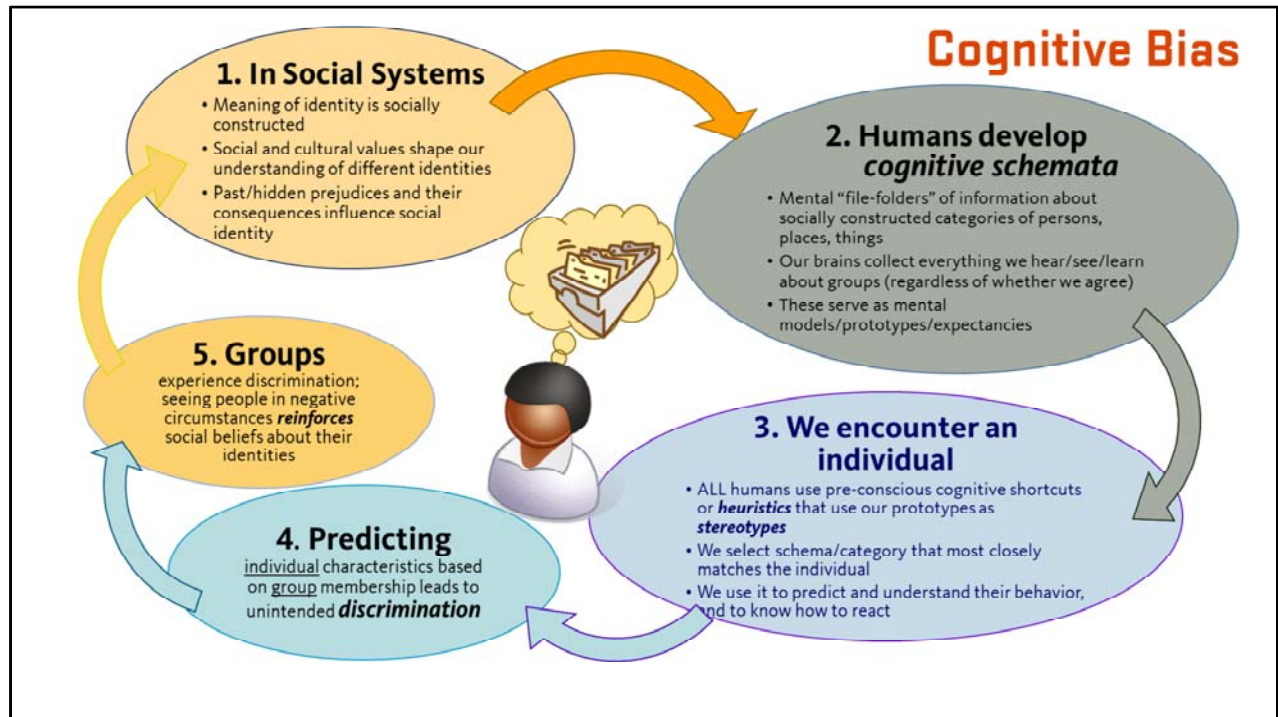 Cognitive Bias
1. In Social Systems
• Meaning of identity is socially
constructed
• Social and cultural values shape our
understanding of different identities
• Past/hidden prejudices and their
consequences influence social
identity
2. Humans develop
cognitive schemata
• Mental “file-folders” of information about
socially constructed categories of persons,
places, things
• Our brains collect everything we hear/see/learn
about groups (regardless of whether we agree)
• These serve as mental
models/prototypes/expectancies
3. We encounter an
individual
• ALL humans use pre-conscious cognitive shortcuts
or heuristics that use our prototypes as
stereotypes
• We select schema/category that most closely
matches the individual
• We use it to predict and understand their behavior,
and to know how to react
4. Predicting
individual characteristics based
on group membership leads to
unintended discrimination
5. Groups
experience discrimination;
seeing people in negative
circumstances reinforces
social beliefs about their
identities